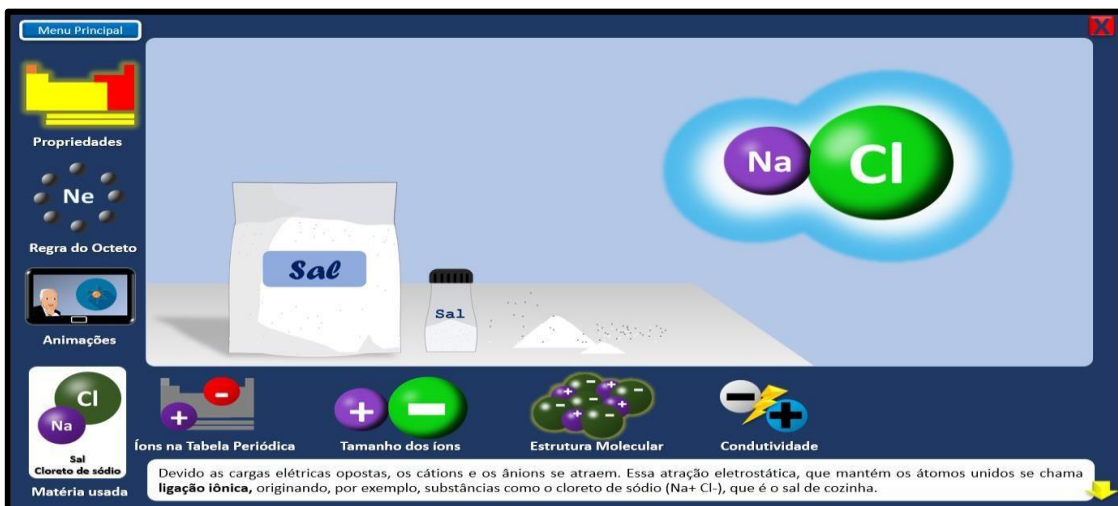 Menu Principal
X
Propriedades
Ne
Regra do Octeto
Animações
Cl
Na
Sal
Cloreto de sódio
Matéria usada
Sal
Sal
Na
Cl
Íons na Tabela Periódica
Tamanho dos íons
Estrutura Molecular
Condutividade
Devido as cargas elétricas opostas, os cátions e os ânions se atraem. Essa atração eletrostática, que mantém os átomos unidos se chama
ligação iônica, originando, por exemplo, substâncias como o cloreto de sódio (Na+ Cl-), que é o sal de cozinha.